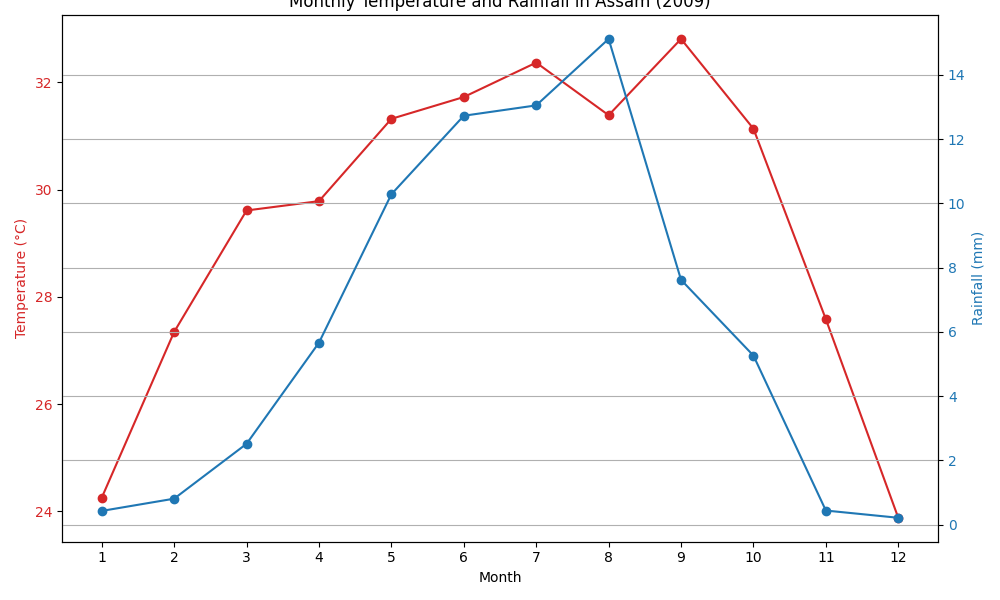 Monthly Temperature and Rainfall in Assam (2009)
32
30
28
26
24
Temperature (°C)
14
12
10
8
6
4
2
0
Rainfall (mm)
1 2 3 4 5 6 7 8 9 10 11 12
Month